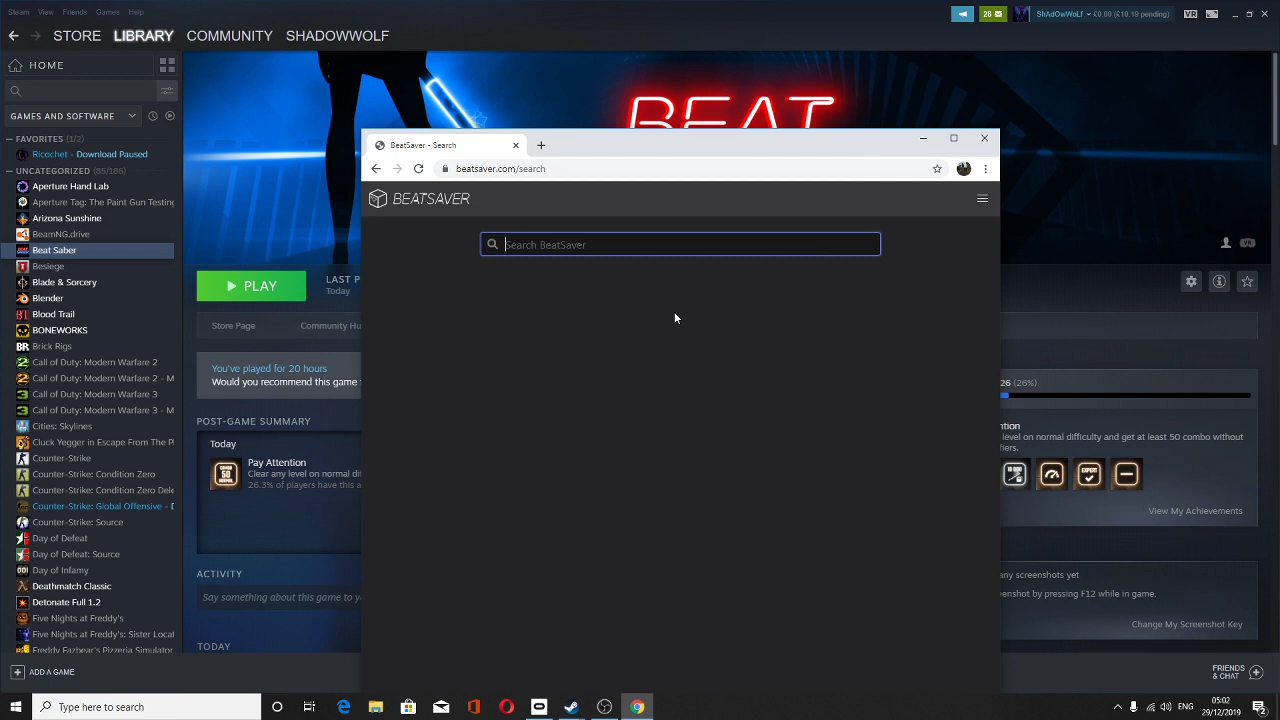 Steam View Friends Games Help
28 ShAdOwWoLf £0.00 (£10.19 pending) VR
STORE LIBRARY COMMUNITY SHADOWWOLF
HOME
GAMES AND SOFTWARE
FAVORITES (1/2)
Ricochet - Download Paused
UNCATEGORIZED (85/186)
Aperture Hand Lab
Aperture Tag: The Paint Gun Testing
Arizona Sunshine
BeamNG.drive
Beat Saber
Besiege
Blade & Sorcery
Blender
Blood Trail
BONEWORKS
Brick Rigs
Call of Duty: Modern Warfare 2
Call of Duty: Modern Warfare 2 - M
Call of Duty: Modern Warfare 3
Call of Duty: Modern Warfare 3 - M
Cities: Skylines
Cluck Yegger in Escape From The Pl
Counter-Strike
Counter-Strike: Condition Zero
Counter-Strike: Condition Zero Dele
Counter-Strike: Global Offensive - D
Counter-Strike: Source
Day of Defeat
Day of Defeat: Source
Day of Infamy
Deathmatch Classic
Detonate Full 1.2
Five Nights at Freddy's
Five Nights at Freddy's: Sister Locat
Freddy Fazbear's Pizzeria Simulator
ADD A GAME
BEAT
PLAY
LAST P
Today
Store Page Community Hu
You've played for 20 hours
Would you recommend this game
POST-GAME SUMMARY
Today
Pay Attention
Clear any level on normal dif
26.3% of players have this a
ACTIVITY
Say something about this game to yo
TODAY
BeatSaver - Search
beatsaver.com/search
BEATSAVER
Search BeatSaver
26 (26%)
ntion
level on normal difficulty and get at least 50 combo without
fiers.
View My Achievements
any screenshots yet
enshot by pressing F12 while in game.
Change My Screenshot Key
FRIENDS
& CHAT
Type here to search
ENG
05:02
29/12/2019